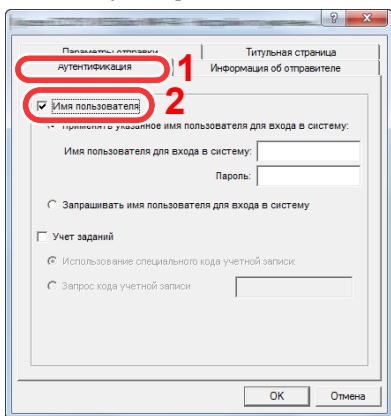 Параметры отправки
Титульная страница
Аутентификация
1
Информация об отправителе
Имя пользователя
2
Применять указанное имя пользователя для входа в систему:
Имя пользователя для входа в систему:
Пароль:
Запрашивать имя пользователя для входа в систему
Учет заданий
Использование специального кода учетной записи:
Запрос кода учетной записи
OK
Отмена